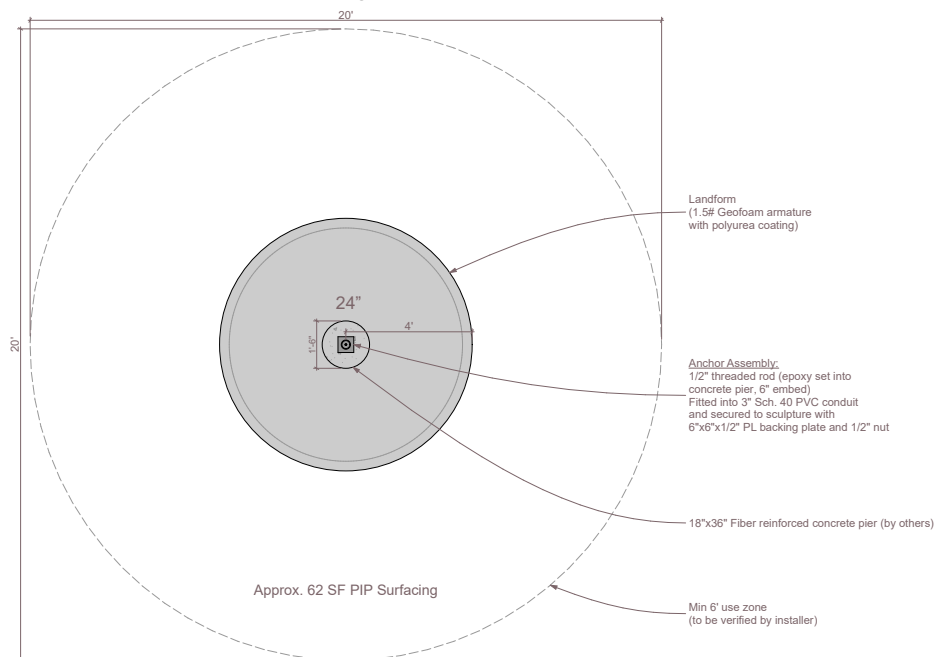 20'
Landform
(1.5# Geofoam armature
with polyurea coating)
24"
4'
1'-6"
20'
Anchor Assembly:
1/2" threaded rod (epoxy set into
concrete pier, 6" embed)
Fitted into 3" Sch. 40 PVC conduit
and secured to sculpture with
6"x6"x1/2" PL backing plate and 1/2" nut
18"x36" Fiber reinforced concrete pier (by others)
Approx. 62 SF PIP Surfacing
Min 6' use zone
(to be verified by installer)